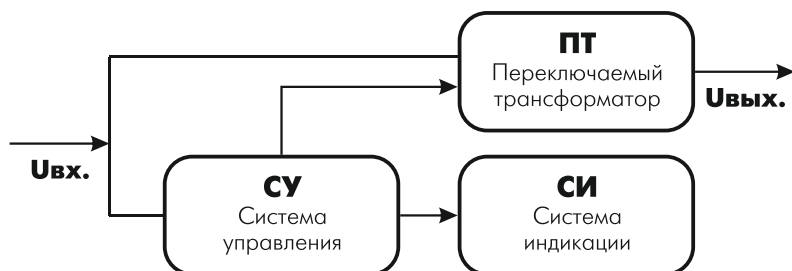 ПТ
Переключаемый
трансформатор
Uвых.
Uвх.
СУ
Система
управления
СИ
Система
индикации